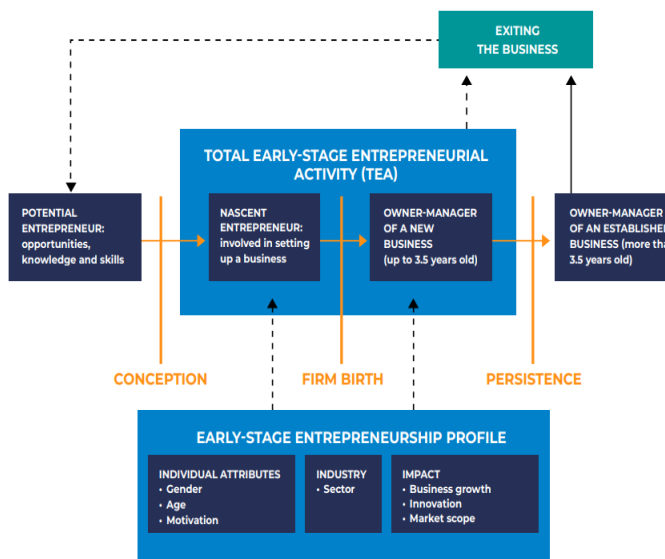 EXITING
THE BUSINESS
TOTAL EARLY-STAGE ENTREPRENEURIAL
ACTIVITY (TEA)
POTENTIAL
ENTREPRENEUR:
opportunities,
knowledge and skills
NASCENT
ENTREPRENEUR:
involved in setting
up a business
OWNER-MANAGER
OF A NEW
BUSINESS
(up to 3.5 years old)
OWNER-MANAGER
OF AN ESTABLISHE
BUSINESS (more tha
3.5 years old)
CONCEPTION
FIRM BIRTH
PERSISTENCE
EARLY-STAGE ENTREPRENEURSHIP PROFILE
INDIVIDUAL ATTRIBUTES
• Gender
• Age
• Motivation
INDUSTRY
• Sector
IMPACT
• Business growth
• Innovation
• Market scope